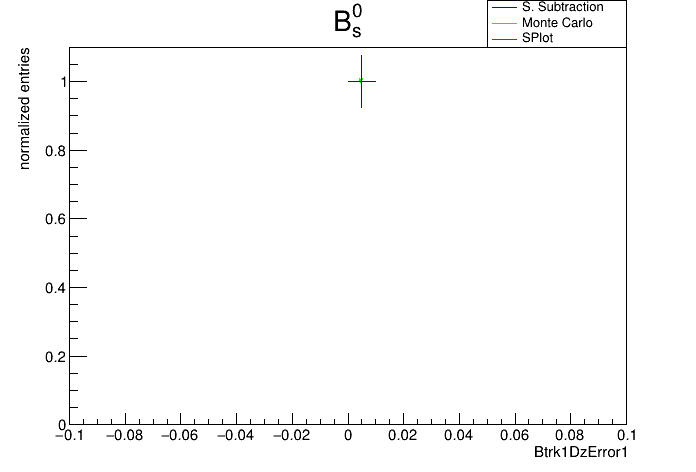 B⁰ₛ
S. Subtraction
Monte Carlo
SPlot
normalized entries
1
0.8
0.6
0.4
0.2
0
−0.1 −0.08 −0.06 −0.04 −0.02 0 0.02 0.04 0.06 0.08 0.1
Btrk1DzError1